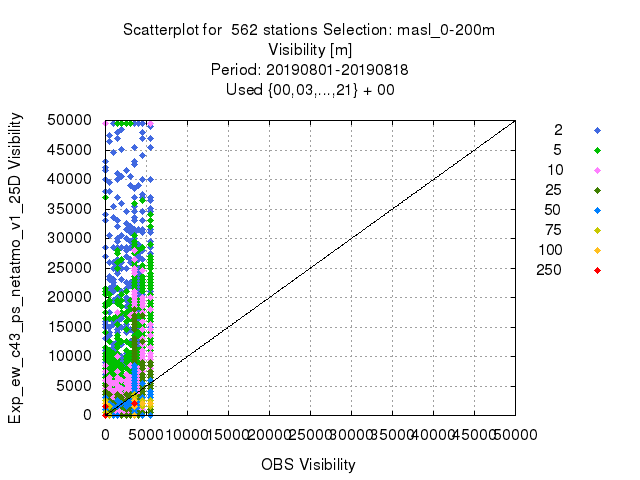 Scatterplot for 562 stations Selection: masl_0-200m
Visibility [m]
Period: 20190801-20190818
Used {00,03,...,21} + 00
Exp_ew_c43_ps_netatmo_v1_25D Visibility
50000
45000
40000
35000
30000
25000
20000
15000
10000
5000
0
0 5000 10000 15000 20000 25000 30000 35000 40000 45000 50000
OBS Visibility
2
5
10
25
50
75
100
250